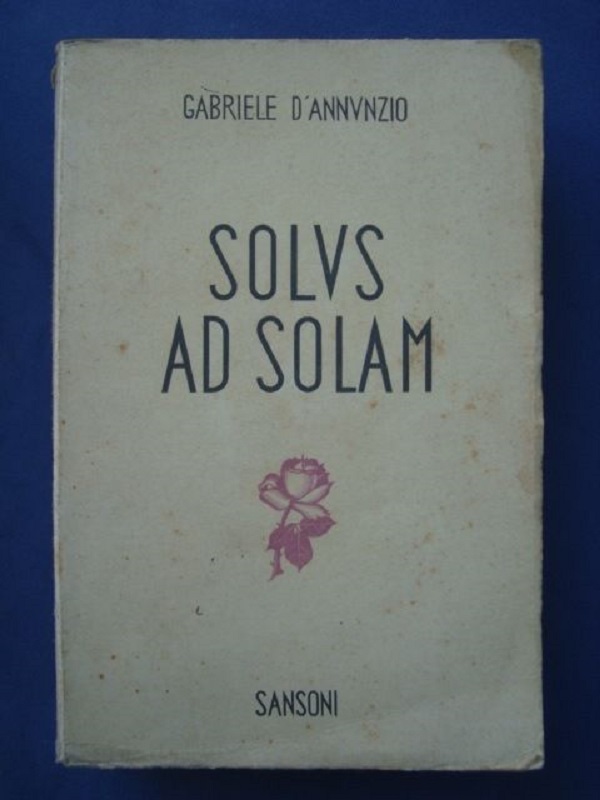 GABRIELE D'ANNVNZIO
SOLVS
AD SOLAM
SANSONI